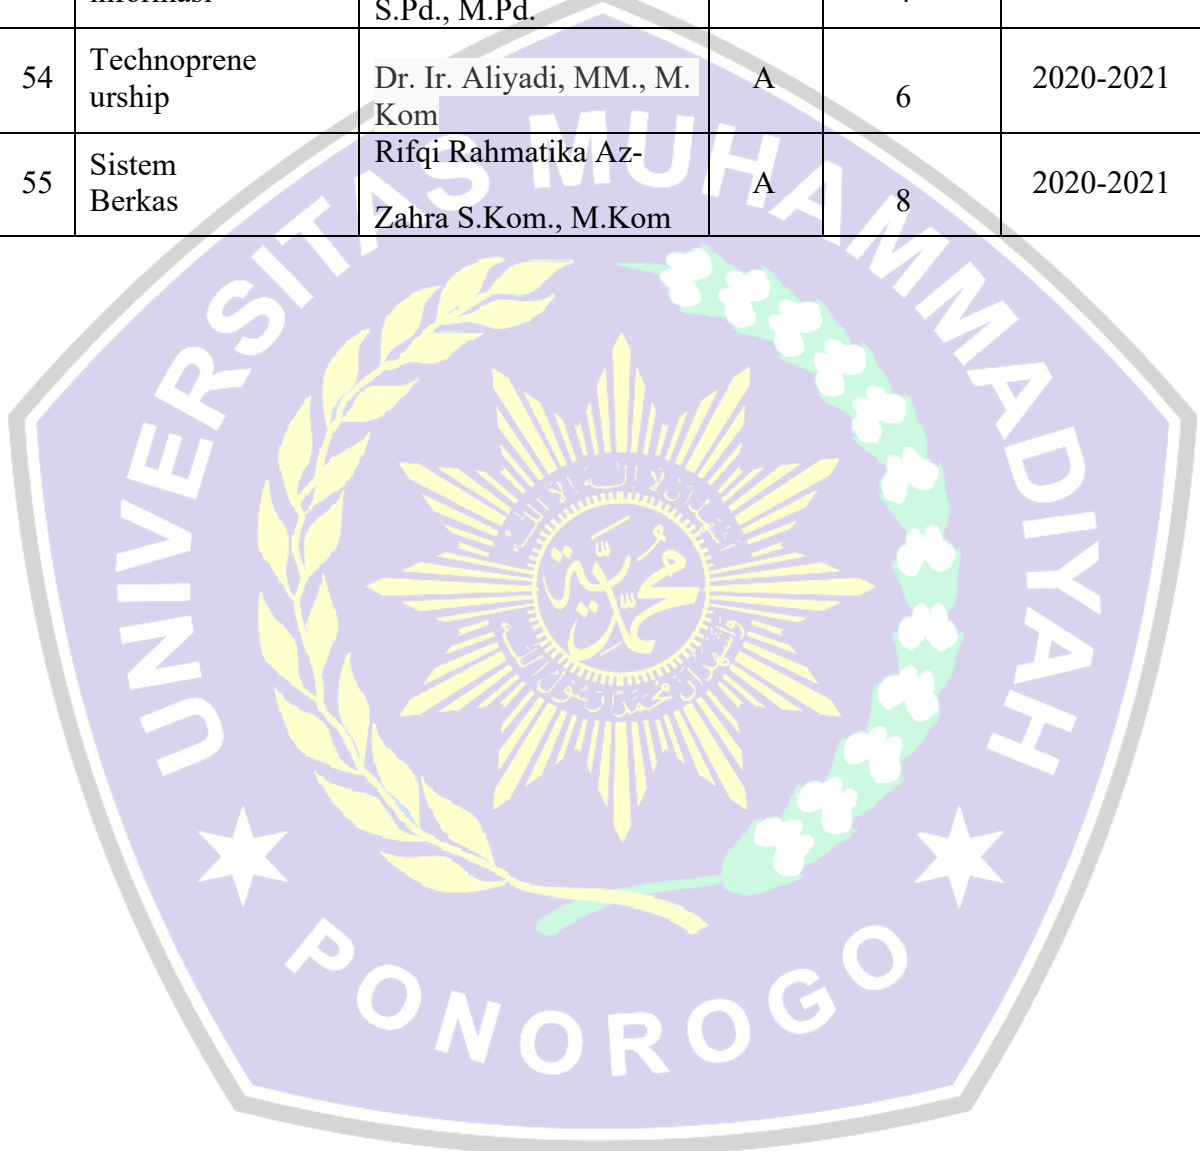 S.Pd., M.Pd.
54 Technoprene urship Dr. Ir. Aliyadi, MM., M. Kom A 6 2020-2021
55 Sistem Berkas Rifqi Rahmatika Az- Zahra S.Kom., M.Kom A 8 2020-2021
UNIVERSITAS MUHAMMADIYAH
محمدية
PONOROGO